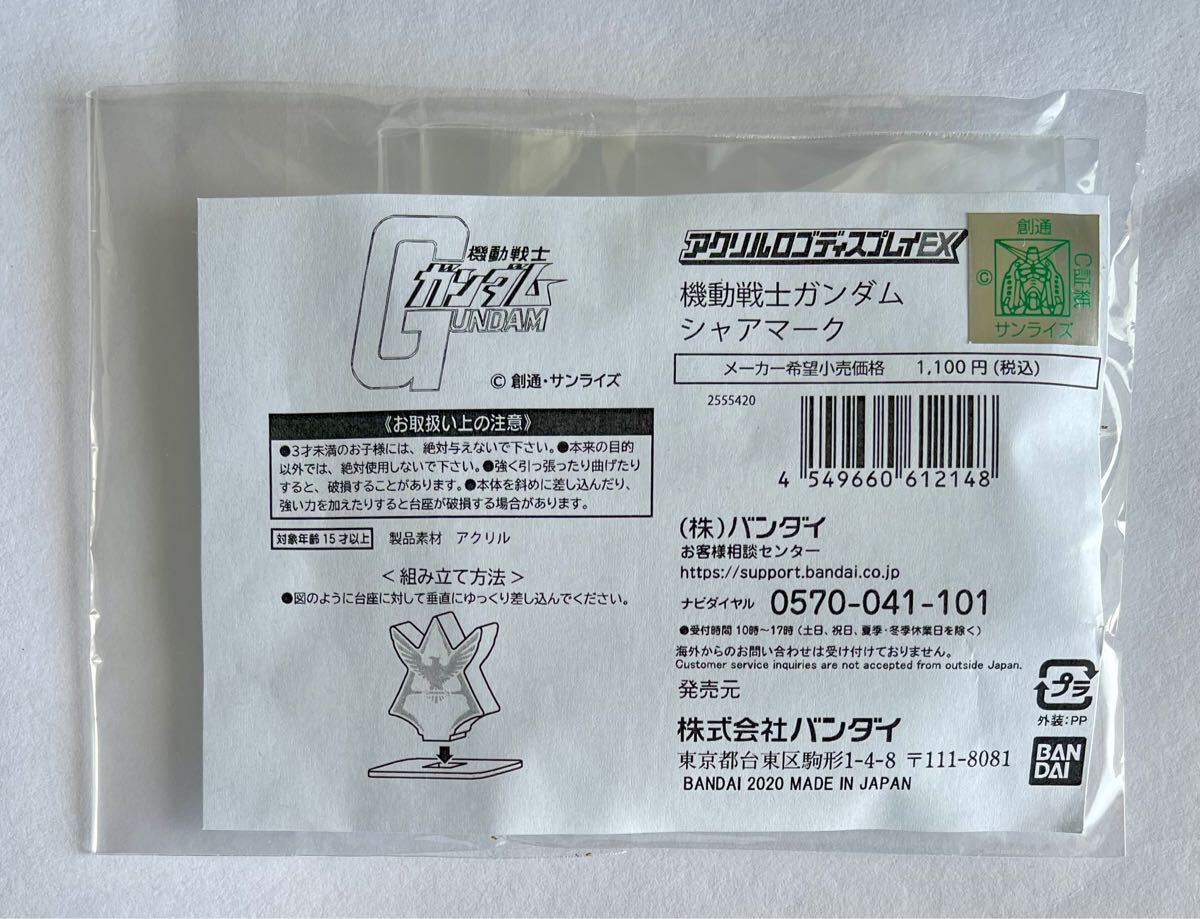 機動戦士
ガンダム
GUNDAM
© 創通・サンライズ
《お取扱い上の注意》
●3才未満のお子様には、絶対与えないで下さい。●本来の目的
以外では、絶対使用しないで下さい。●強く引っ張ったり曲げたり
すると、破損することがあります。●本体を斜めに差し込んだり、
強い力を加えたりすると台座が破損する場合があります。
対象年齢15才以上 製品素材 アクリル
＜組み立て方法＞
●図のように台座に対して垂直にゆっくり差し込んでください。
アクリルロゴディスプレイEX
機動戦士ガンダム
シャアマーク
創通
©
C証紙
サンライズ
メーカー希望小売価格 1,100円(税込)
2555420
4 549660 612148
(株)バンダイ
お客様相談センター
https://support.bandai.co.jp
ナビダイヤル 0570-041-101
●受付時間 10時〜17時(土日、祝日、夏季・冬季休業日を除く)
海外からのお問い合わせは受け付けておりません。
Customer service inquiries are not accepted from outside Japan.
発売元
株式会社バンダイ
東京都台東区駒形1-4-8 〒111-8081
BANDAI 2020 MADE IN JAPAN
プラ
外装:PP
BAN
DAI